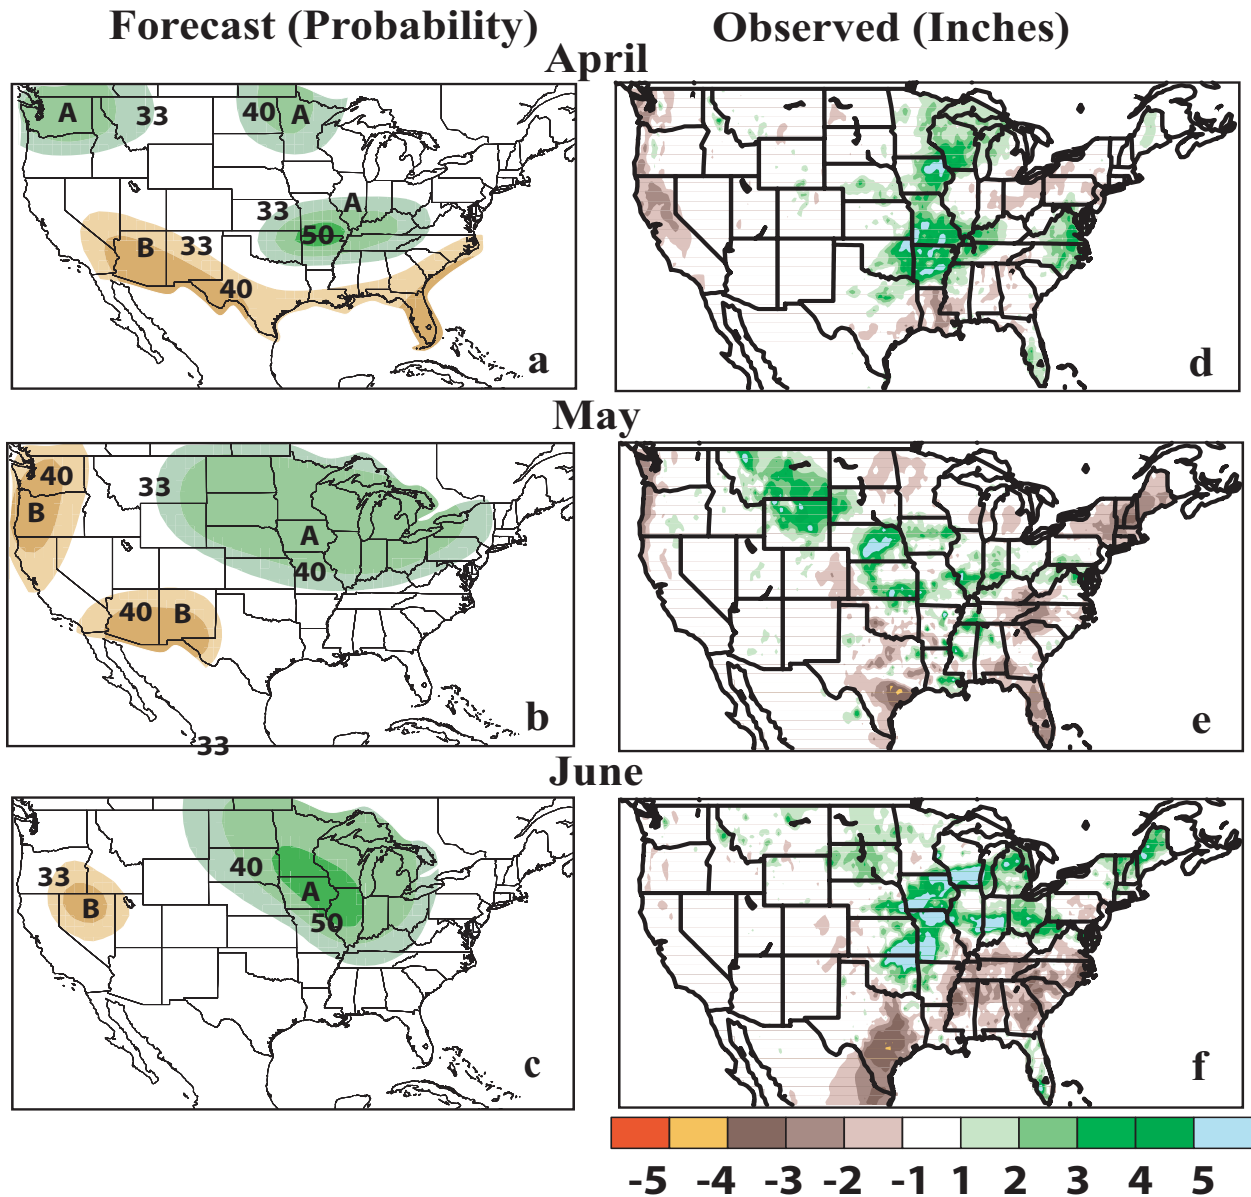 Forecast (Probability)
Observed (Inches)
April
A 33 40 A
33 A
50
B 33
40
a
d
May
40
33
B
A
40
40 B
33
b
e
June
33
40
B
A
50
c
f
-5 -4 -3 -2 -1 1 2 3 4 5